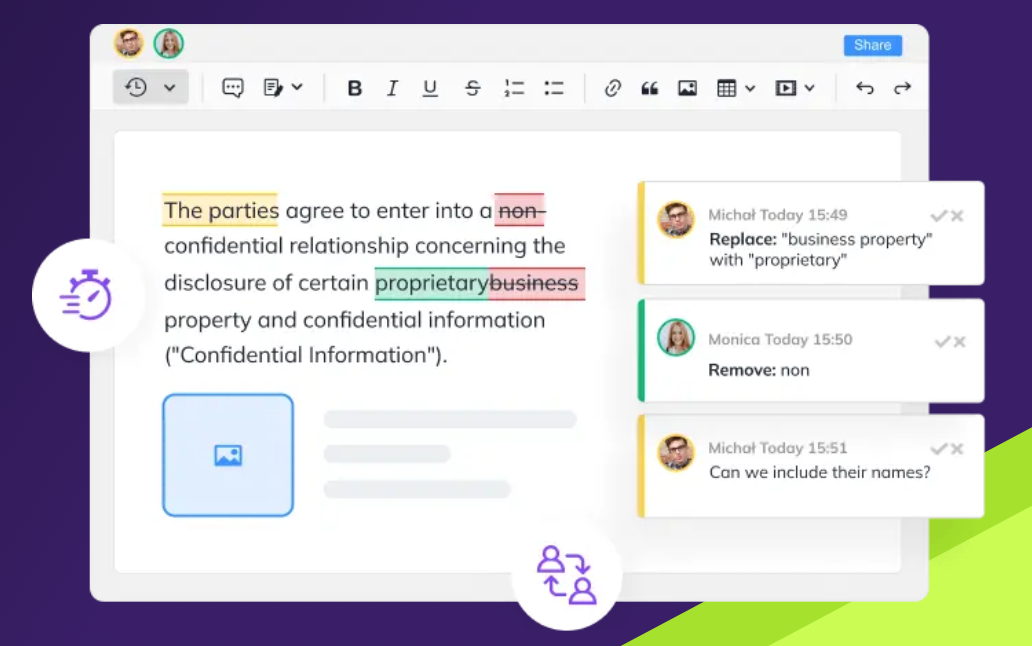 Share
B I U S
The parties agree to enter into a non-
confidential relationship concerning the
disclosure of certain proprietarybusiness
property and confidential information
("Confidential Information").
Michał Today 15:49
Replace: "business property"
with "proprietary"
Monica Today 15:50
Remove: non
Michał Today 15:51
Can we include their names?